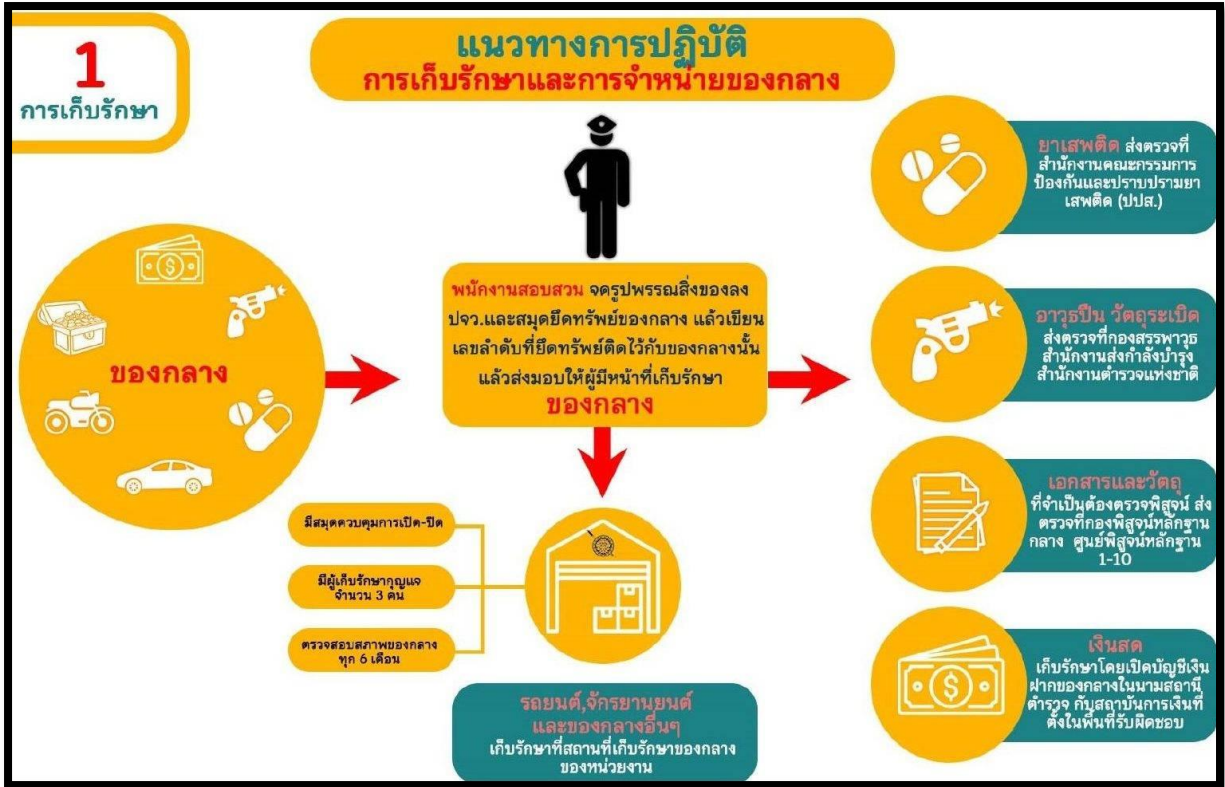 1
การเก็บรักษา
แนวทางการปฏิบัติ
การเก็บรักษาและการจำหน่ายของกลาง
ของกลาง
พนักงานสอบสวน จดรูปพรรณสิ่งของลง
ปจว.และสมุดยึดทรัพย์ของกลาง แล้วเขียน
เลขลำดับที่ยึดทรัพย์ติดไว้กับของกลางนั้น
แล้วส่งมอบให้ผู้มีหน้าที่เก็บรักษา
ของกลาง
มีสมุดควบคุมการเปิด-ปิด
มีผู้เก็บรักษากุญแจ
จำนวน 3 คน
ตรวจสอบสภาพของกลาง
ทุก 6 เดือน
รถยนต์,จักรยานยนต์
และของกลางอื่นๆ
เก็บรักษาที่สถานที่เก็บรักษาของกลาง
ของหน่วยงาน
ยาเสพติด ส่งตรวจที่
สำนักงานคณะกรรมการ
ป้องกันและปราบปรามยา
เสพติด (ปปส.)
อาวุธปืน วัตถุระเบิด
ส่งตรวจที่กองสรรพาวุธ
สำนักงานส่งกำลังบำรุง
สำนักงานตำรวจแห่งชาติ
เอกสารและวัตถุ
ที่จำเป็นต้องตรวจพิสูจน์ ส่ง
ตรวจที่กองพิสูจน์หลักฐาน
กลาง ศูนย์พิสูจน์หลักฐาน
1-10
เงินสด
เก็บรักษาโดยเปิดบัญชีเงิน
ฝากของกลางในนามสถานี
ตำรวจ กับสถาบันการเงินที่
ตั้งในพื้นที่รับผิดชอบ